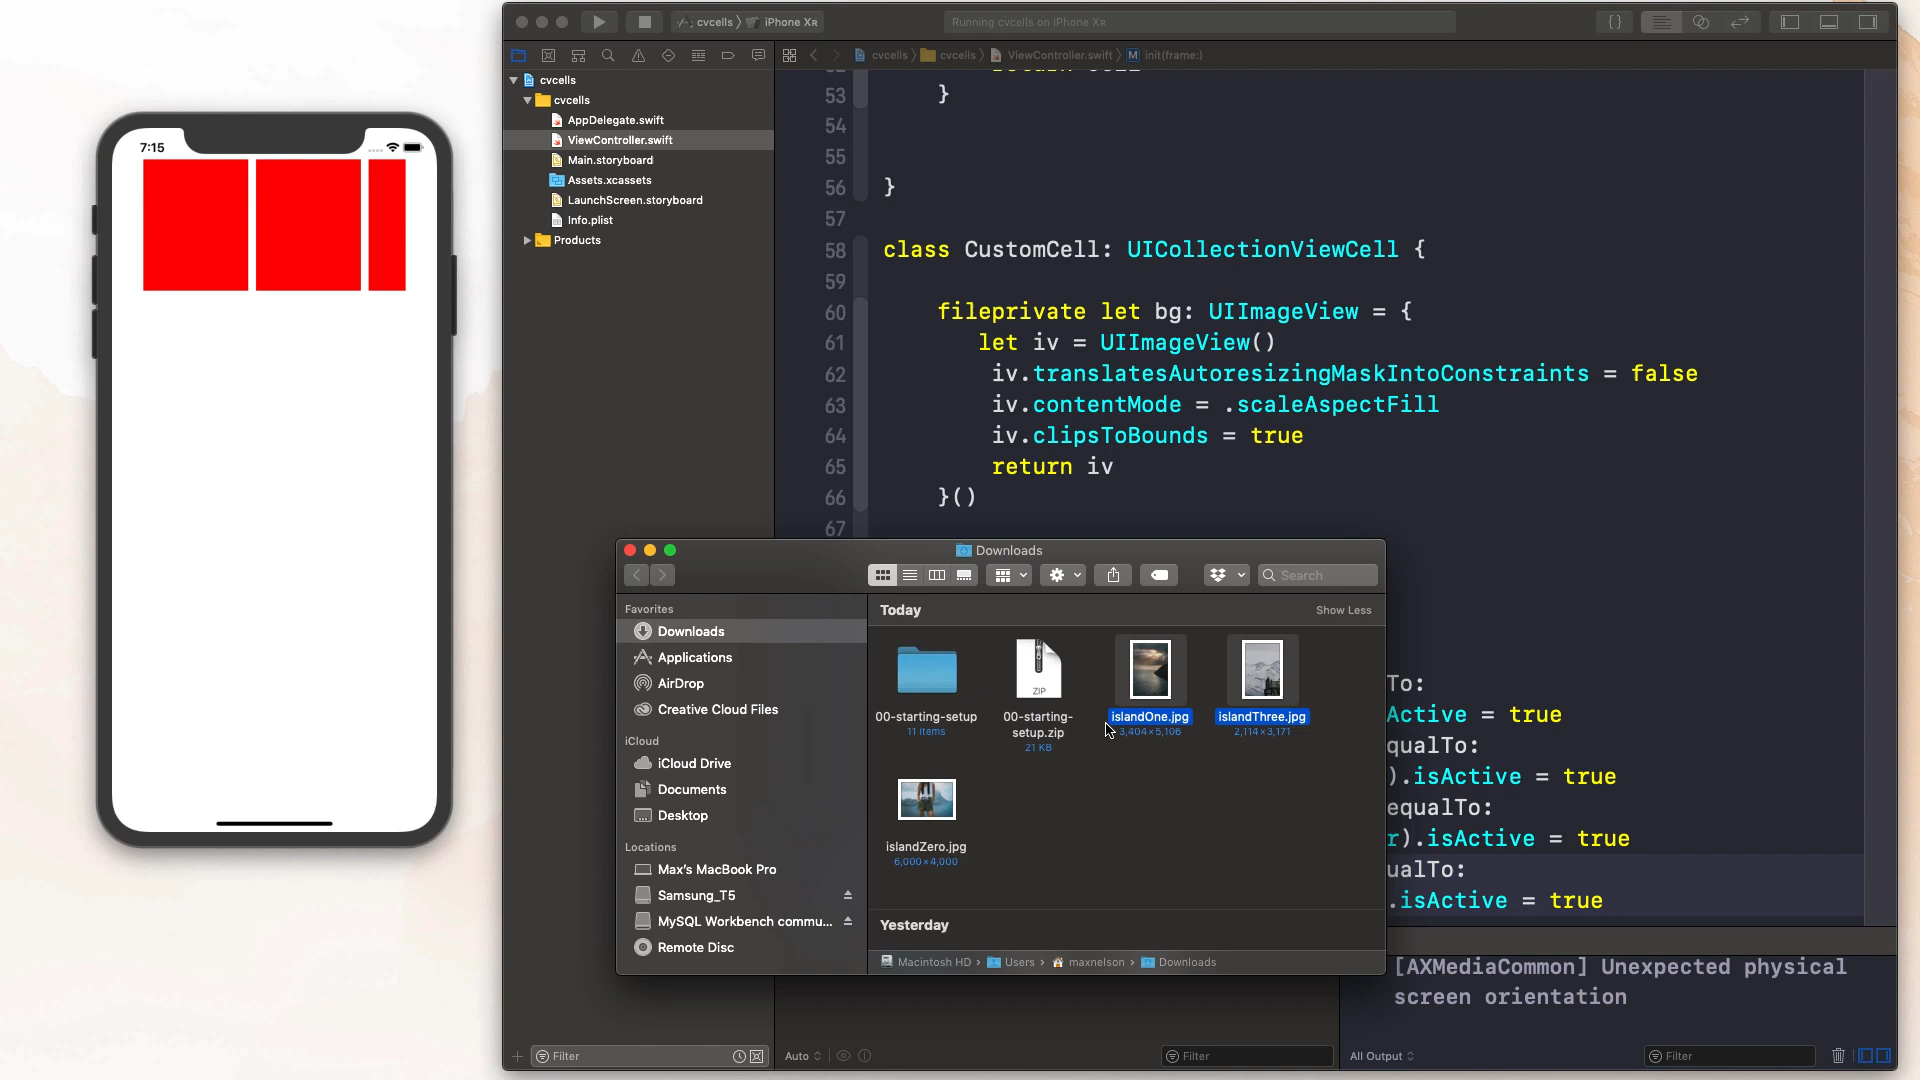 7:15
cvcells
iPhone Xʀ
Running cvcells on iPhone Xʀ
cvcells
cvcells
ViewController.swift
M
init(frame:)
cvcells
cvcells
AppDelegate.swift
ViewController.swift
Main.storyboard
Assets.xcassets
LaunchScreen.storyboard
Info.plist
Products
53 }
54
55
56 }
57
58 class CustomCell: UICollectionViewCell {
59
60 fileprivate let bg: UIImageView = {
61 let iv = UIImageView()
62 iv.translatesAutoresizingMaskIntoConstraints = false
63 iv.contentMode = .scaleAspectFill
64 iv.clipsToBounds = true
65 return iv
66 }()
67
To:
Active = true
qualTo:
).isActive = true
equalTo:
r).isActive = true
ualTo:
.isActive = true
Downloads
Search
Favorites
Downloads
Applications
AirDrop
Creative Cloud Files
iCloud
iCloud Drive
Documents
Desktop
Locations
Max's MacBook Pro
Samsung_T5
MySQL Workbench commu...
Remote Disc
Today
Show Less
00-starting-setup
11 items
ZIP
00-starting-
setup.zip
21 KB
islandOne.jpg
3,404×5,106
islandThree.jpg
2,114×3,171
islandZero.jpg
6,000×4,000
Yesterday
Macintosh HD › Users › maxnelson › Downloads
[AXMediaCommon] Unexpected physical
screen orientation
Filter
Auto
Filter
All Output
Filter